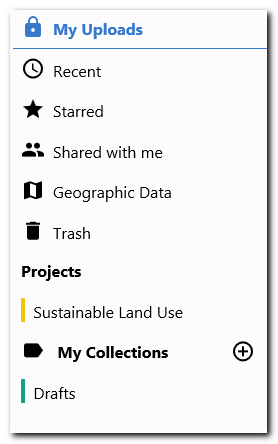 My Uploads
Recent
Starred
Shared with me
Geographic Data
Trash
Projects
Sustainable Land Use
My Collections
Drafts